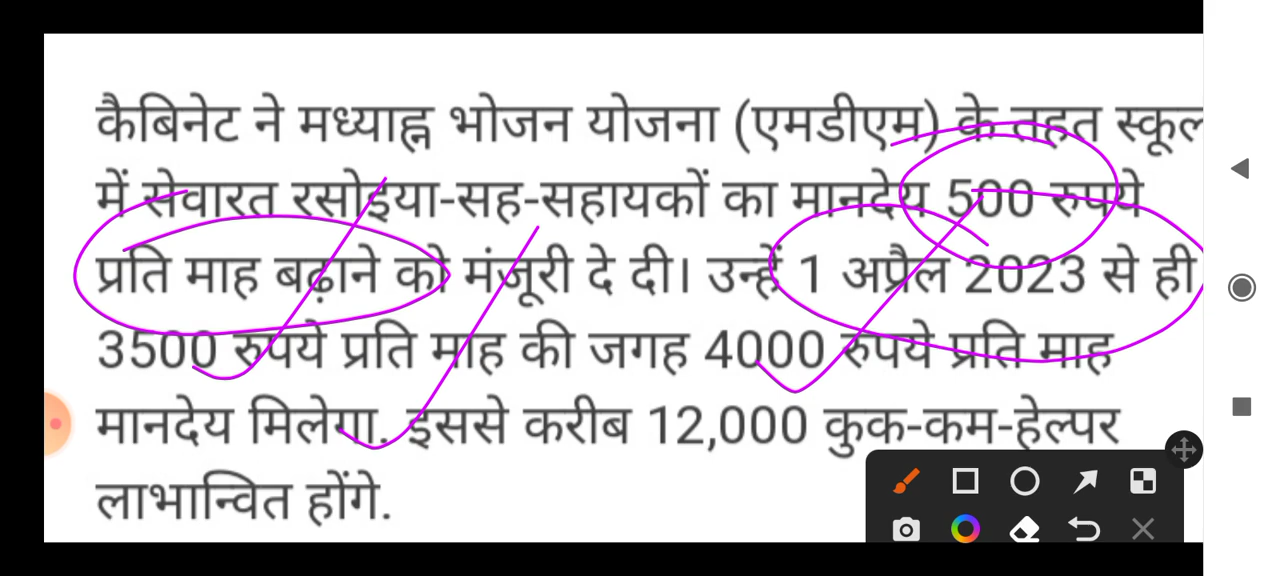 कैबिनेट ने मध्याह्न भोजन योजना (एमडीएम) के तहत
में सेवारत रसोइया-सह-सहायकों का मानदेय 500 रुपये
प्रति माह बढ़ाने को मंजूरी दे दी। उन्हें 1 अप्रैल 2023 से ही
3500 रुपये प्रति माह की जगह 4000 रुपये प्रति माह
मानदेय मिलेगा. इससे करीब 12,000 कुक-कम-हेल्पर
लाभान्वित होंगे.